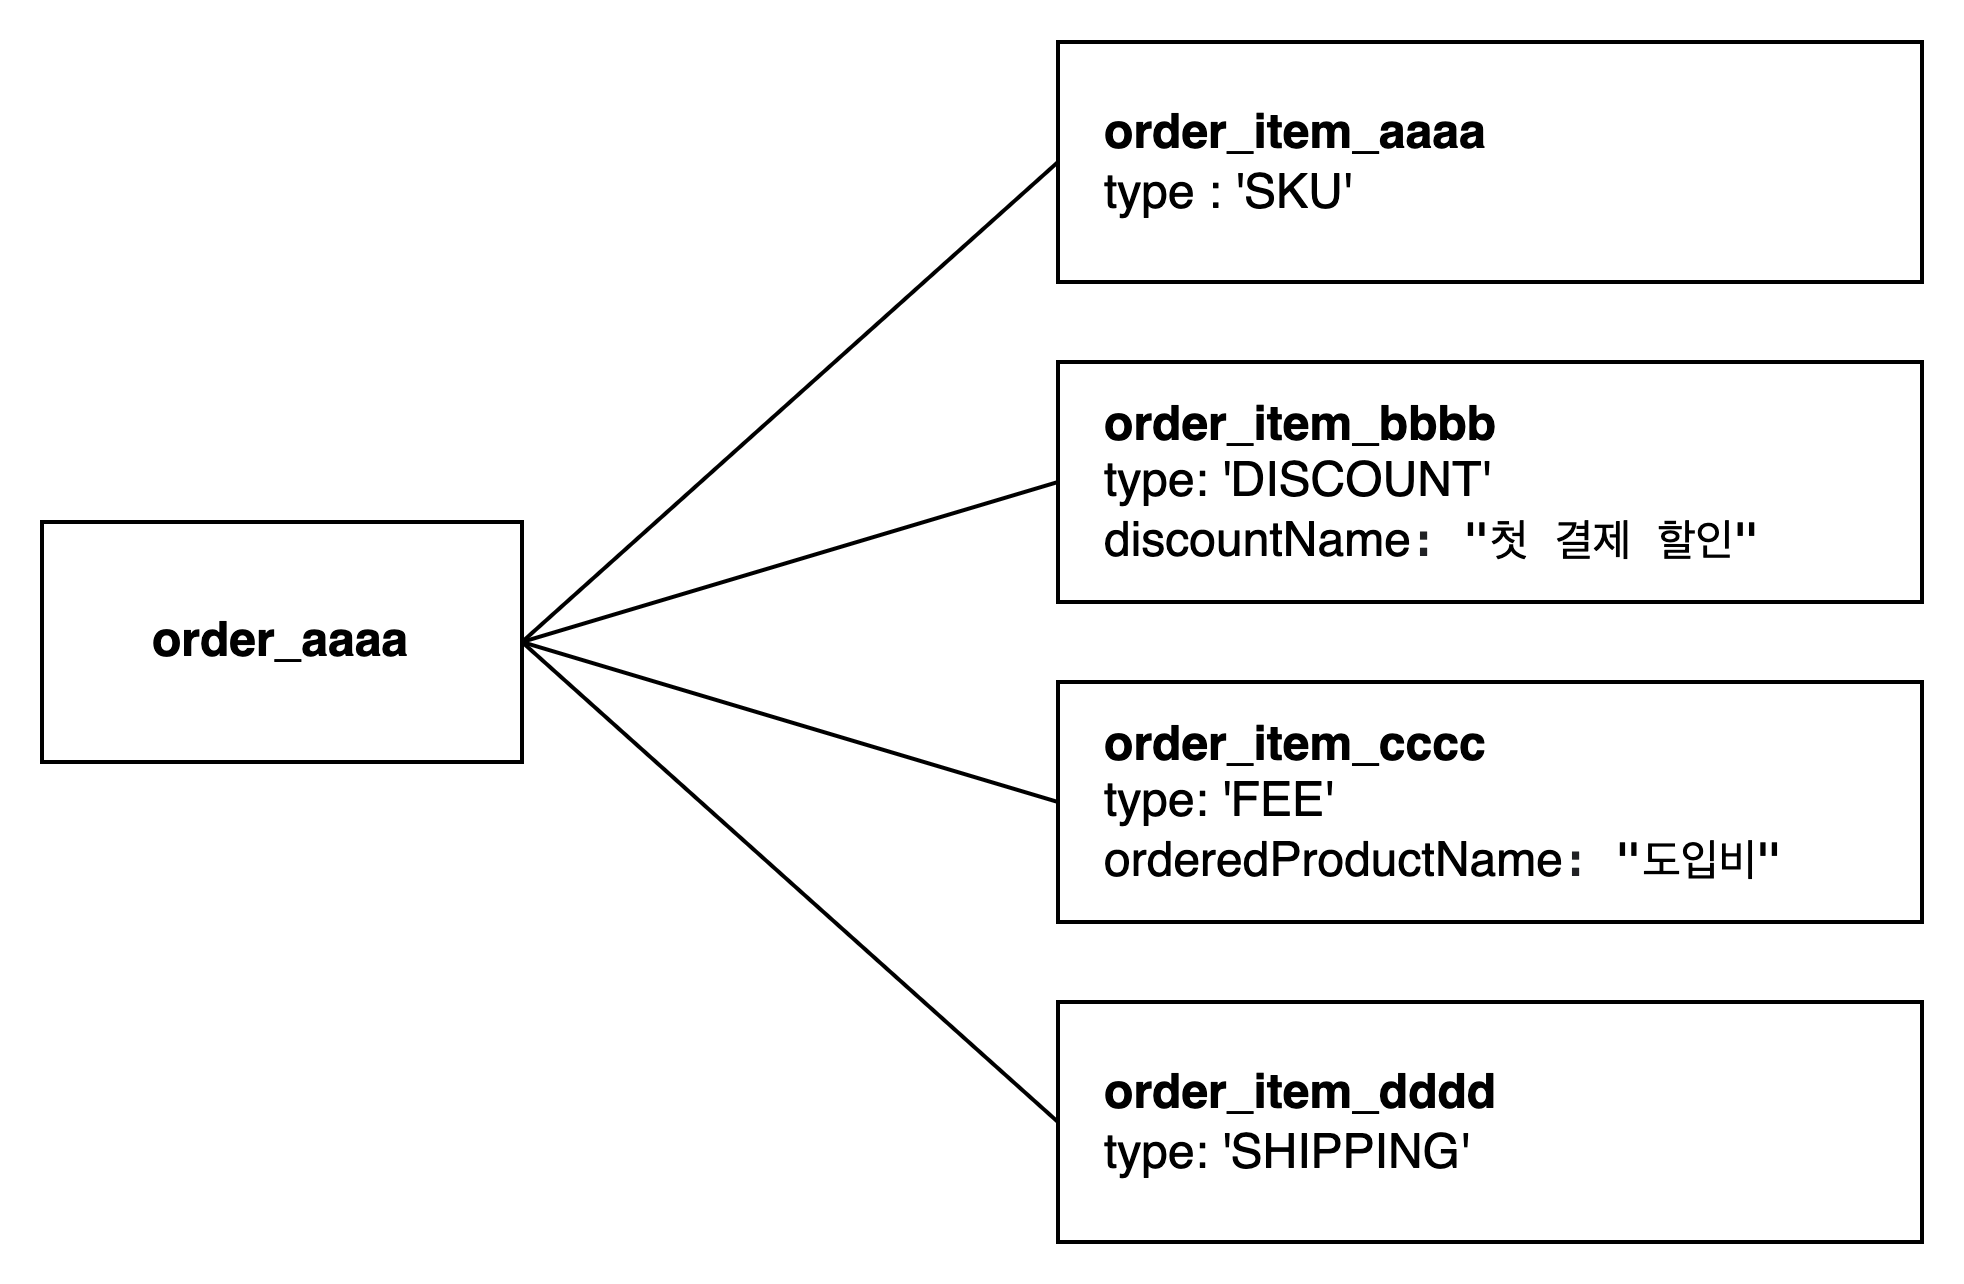 order_aaaa
order_item_aaaa
type : 'SKU'
order_item_bbbb
type: 'DISCOUNT'
discountName: "첫 결제 할인"
order_item_cccc
type: 'FEE'
orderedProductName: "도입비"
order_item_dddd
type: 'SHIPPING'